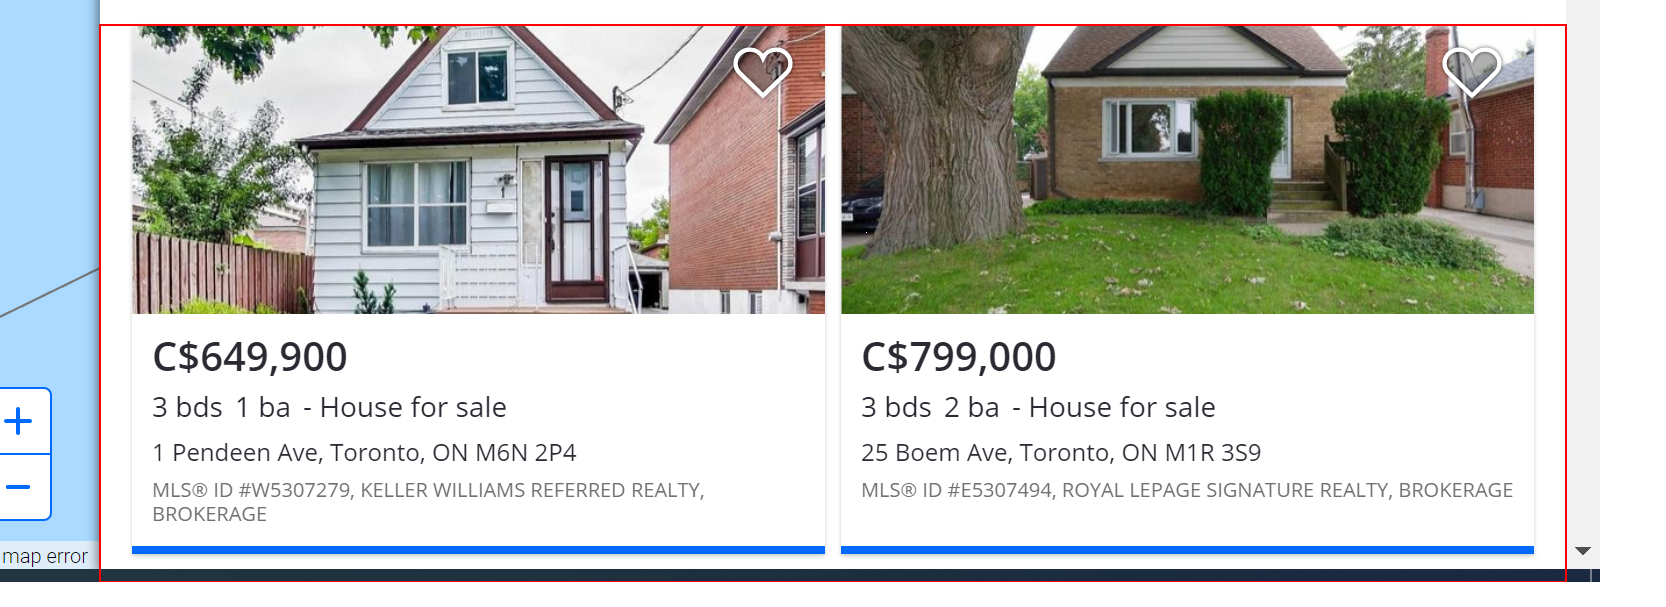 C$649,900
3 bds 1 ba - House for sale
1 Pendeen Ave, Toronto, ON M6N 2P4
MLS® ID #W5307279, KELLER WILLIAMS REFERRED REALTY,
BROKERAGE
C$799,000
3 bds 2 ba - House for sale
25 Boem Ave, Toronto, ON M1R 3S9
MLS® ID #E5307494, ROYAL LEPAGE SIGNATURE REALTY, BROKERAGE
map error